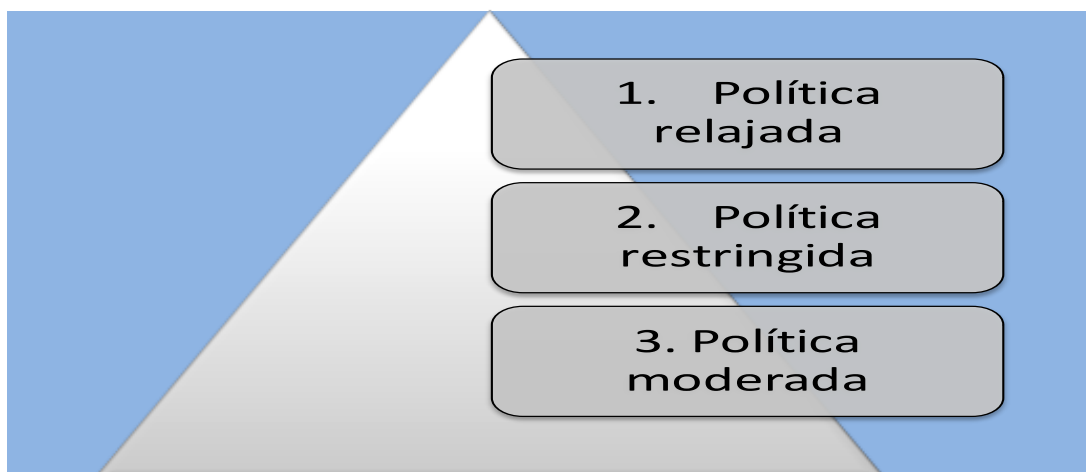 1. Política
relajada
2. Política
restringida
3. Política
moderada